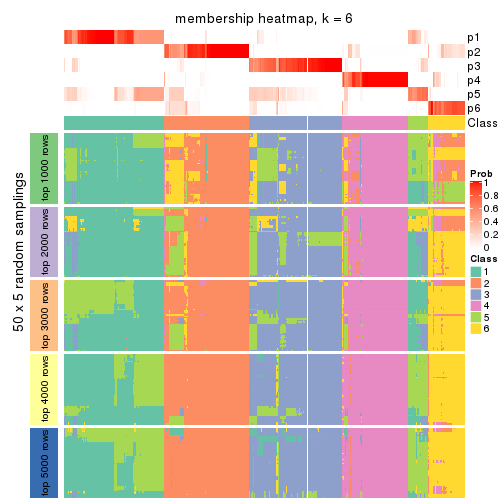 membership heatmap, k = 6
p1
p2
p3
p4
p5
p6
Class
50 x 5 random samplings
top 1000 rows
top 2000 rows
top 3000 rows
top 4000 rows
top 5000 rows
Prob
1
0.8
0.6
0.4
0.2
0
Class
1
2
3
4
5
6